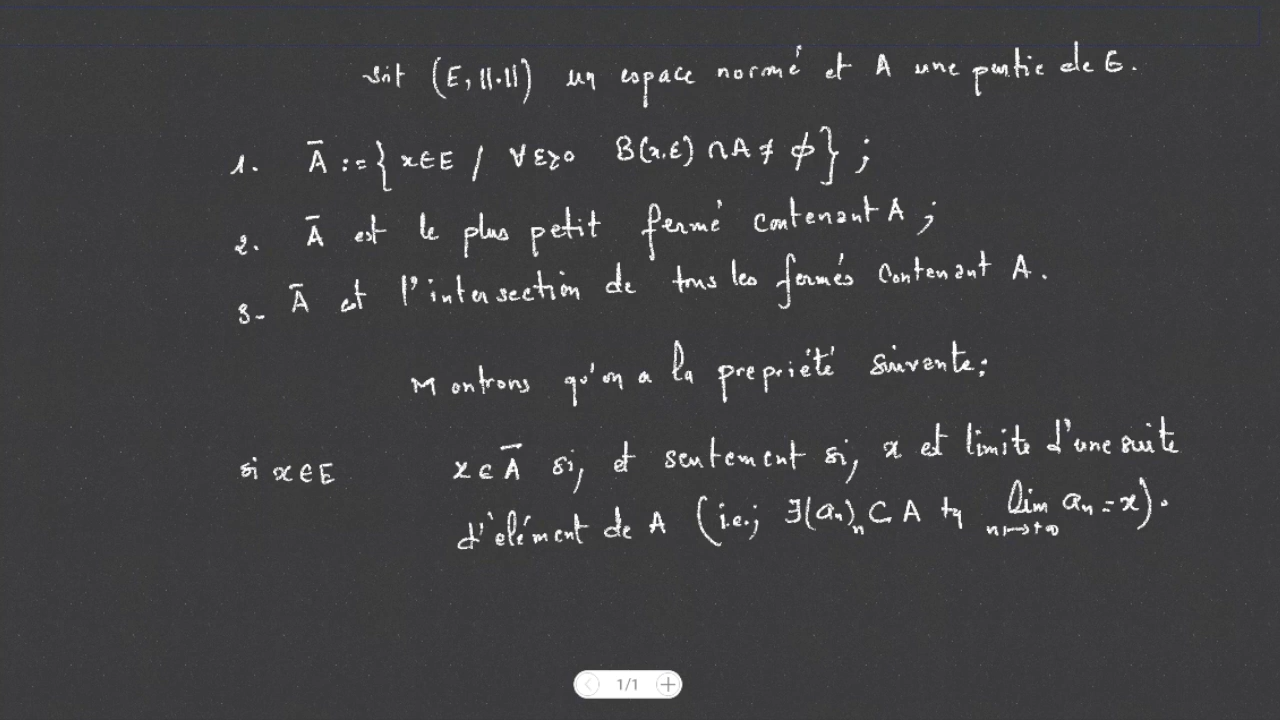 soit (E, ||.||) un espace normé et A une partie de E.
1. Ā := { x∈E / ∀ε>0 B(x,ε) ∩ A ≠ ∅ } ;
2. Ā est le plus petit fermé contenant A ;
3- Ā est l'intersection de tous les fermés contenant A.
Montrons qu'on a la propriété suivante:
si x∈E x∈Ā si, et seulement si, x et limite d'une suite
d'élément de A (i.e.; ∃(aₙ)ₙ ⊂ A tq lim aₙ = x).
n→+∞
1/1